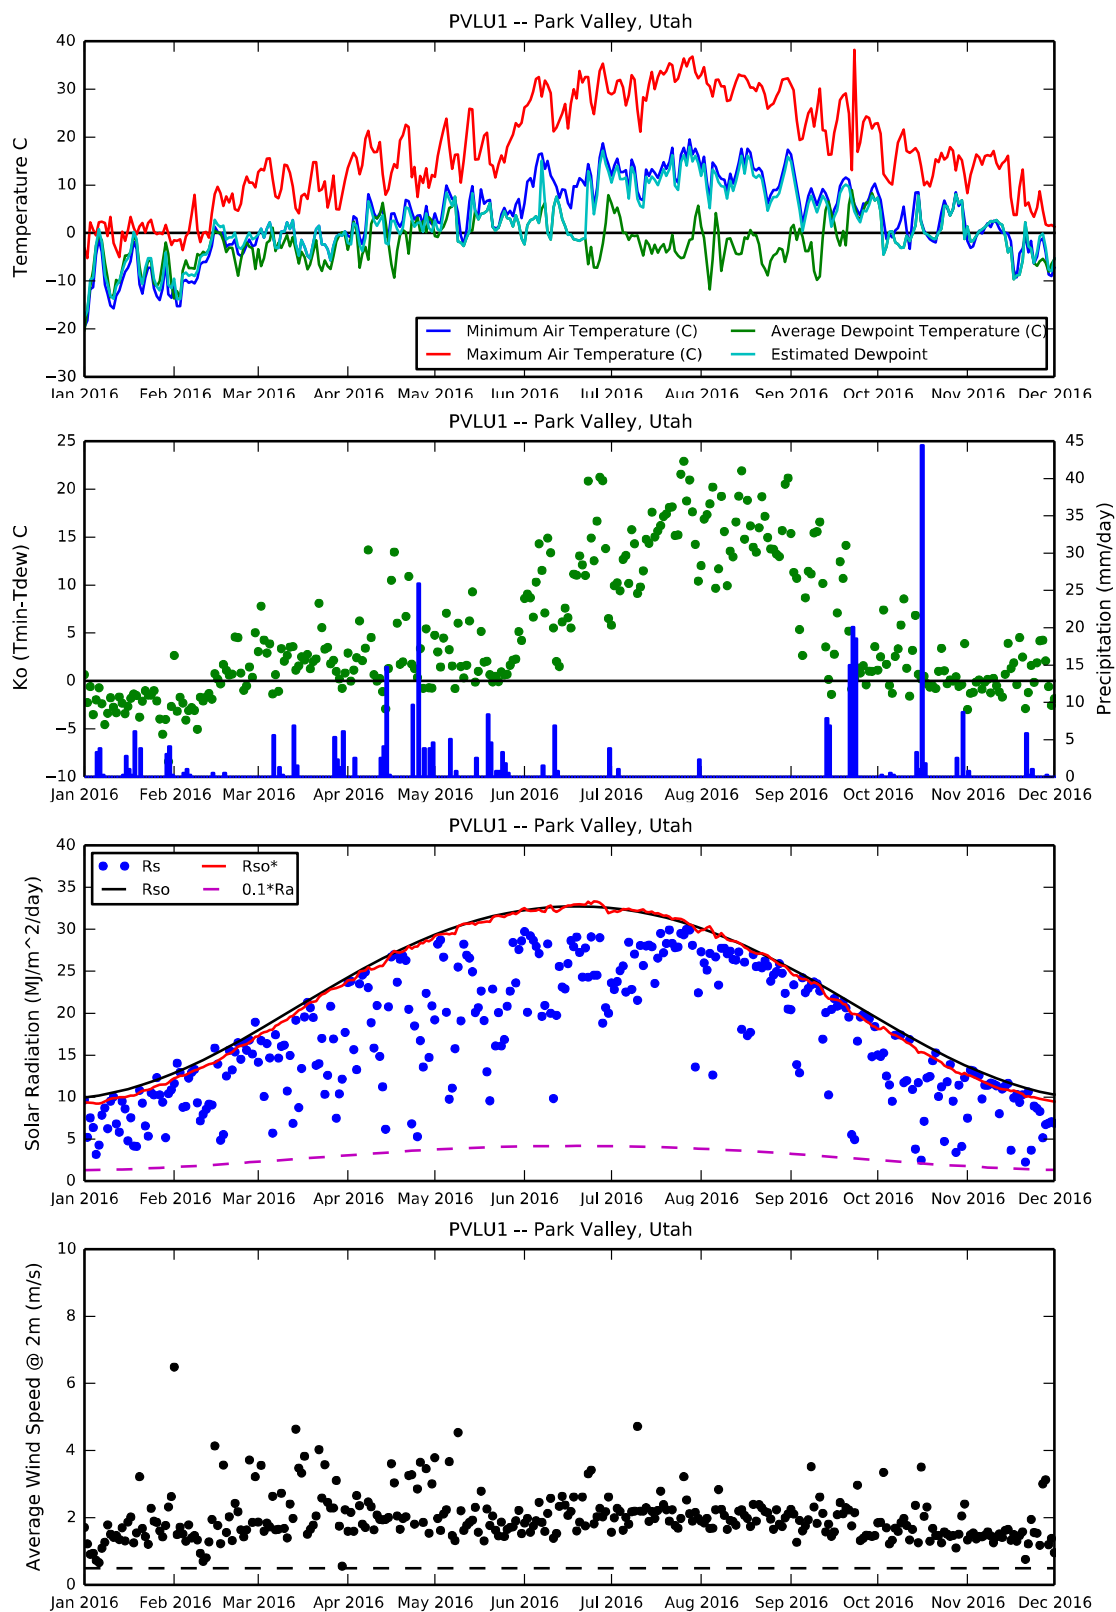 PVLU1 -- Park Valley, Utah
40
30
20
10
0
−10
−20
−30
Temperature C
Minimum Air Temperature (C)
Average Dewpoint Temperature (C)
Maximum Air Temperature (C)
Estimated Dewpoint
Jan 2016 Feb 2016 Mar 2016 Apr 2016 May 2016 Jun 2016 Jul 2016 Aug 2016 Sep 2016 Oct 2016 Nov 2016 Dec 2016
PVLU1 -- Park Valley, Utah
25
20
15
10
5
0
−5
−10
Ko (Tmin-Tdew) C
45
40
35
30
25
20
15
10
5
0
Precipitation (mm/day)
Jan 2016 Feb 2016 Mar 2016 Apr 2016 May 2016 Jun 2016 Jul 2016 Aug 2016 Sep 2016 Oct 2016 Nov 2016 Dec 2016
PVLU1 -- Park Valley, Utah
40
35
30
25
20
15
10
5
0
Solar Radiation (MJ/m^2/day)
Rs
Rso*
Rso
0.1*Ra
Jan 2016 Feb 2016 Mar 2016 Apr 2016 May 2016 Jun 2016 Jul 2016 Aug 2016 Sep 2016 Oct 2016 Nov 2016 Dec 2016
PVLU1 -- Park Valley, Utah
10
8
6
4
2
0
Average Wind Speed @ 2m (m/s)
Jan 2016 Feb 2016 Mar 2016 Apr 2016 May 2016 Jun 2016 Jul 2016 Aug 2016 Sep 2016 Oct 2016 Nov 2016 Dec 2016